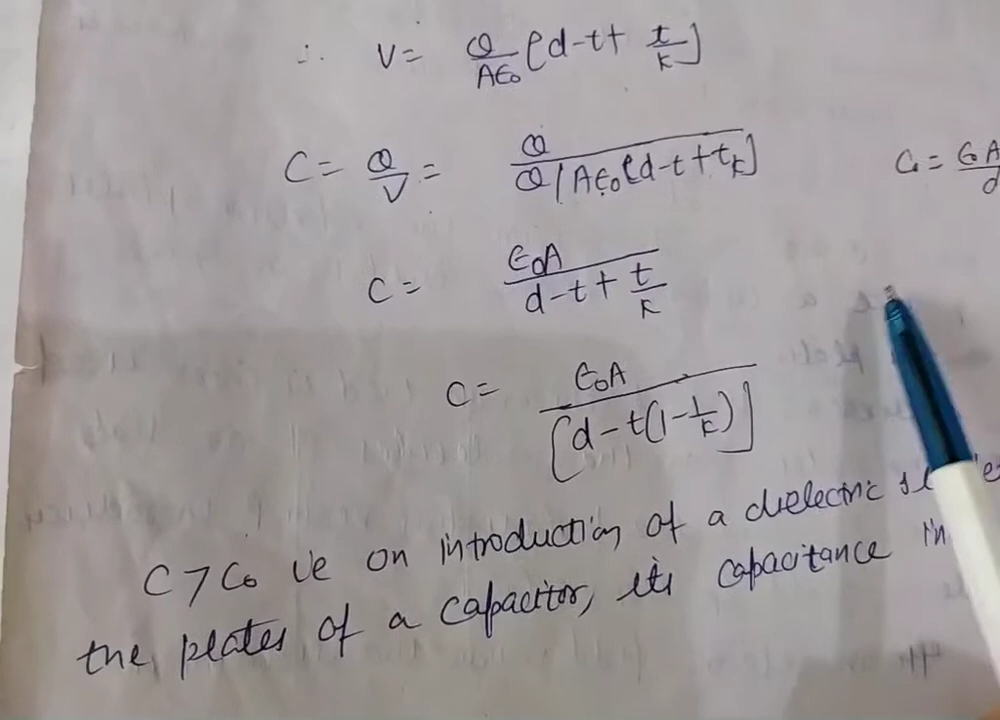 ∴ V = Q/Aϵ₀ [d-t+ t/k]
C = Q/V = Q / Q/[Aϵ₀[d-t+t/k] C₀ = ϵ₀A/d
C = ϵ₀A / d-t+ t/k
C = ϵ₀A / [d-t(1-1/k)]
C > C₀ ie on introduction of a dielectric
the plates of a capacitor, its capacitance in